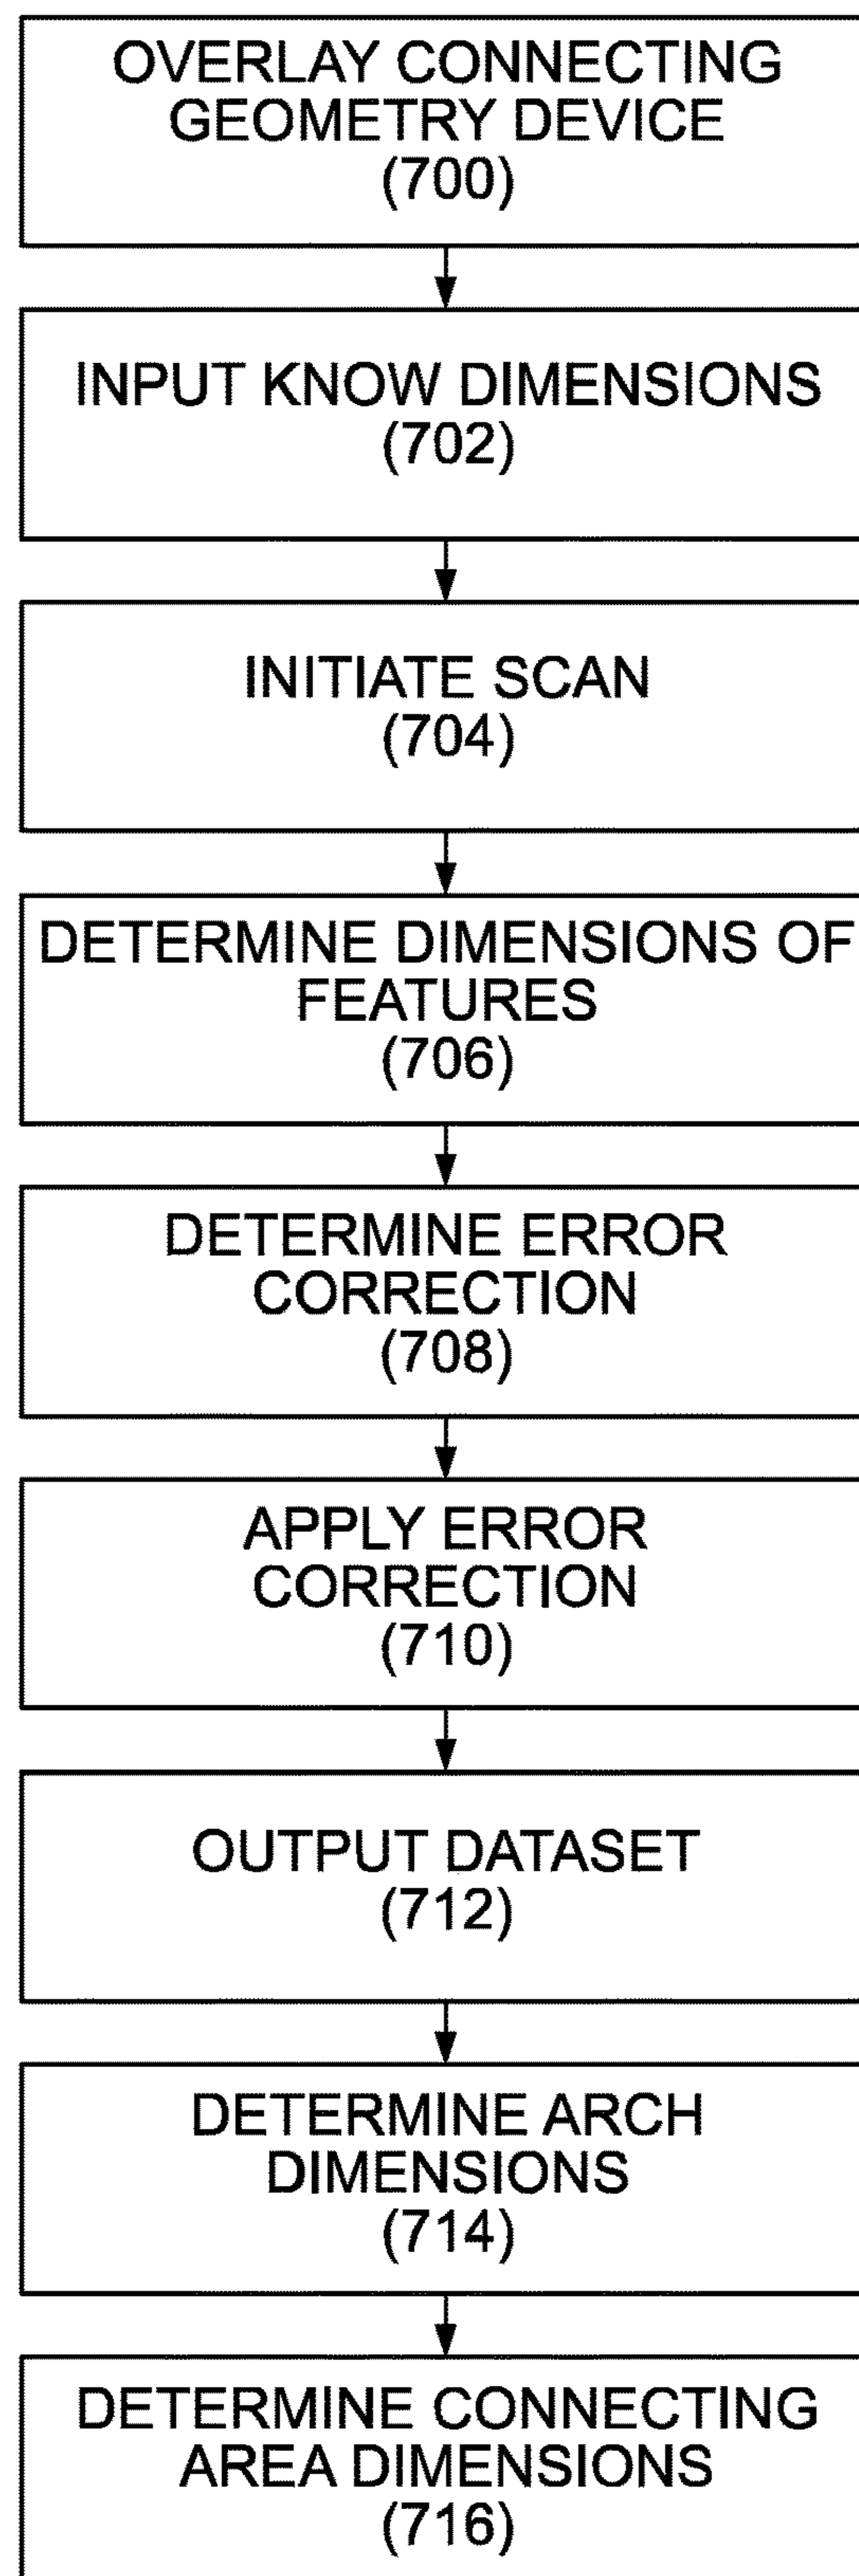 OVERLAY CONNECTING
GEOMETRY DEVICE
(700)
INPUT KNOW DIMENSIONS
(702)
INITIATE SCAN
(704)
DETERMINE DIMENSIONS OF
FEATURES
(706)
DETERMINE ERROR
CORRECTION
(708)
APPLY ERROR
CORRECTION
(710)
OUTPUT DATASET
(712)
DETERMINE ARCH
DIMENSIONS
(714)
DETERMINE CONNECTING
AREA DIMENSIONS
(716)